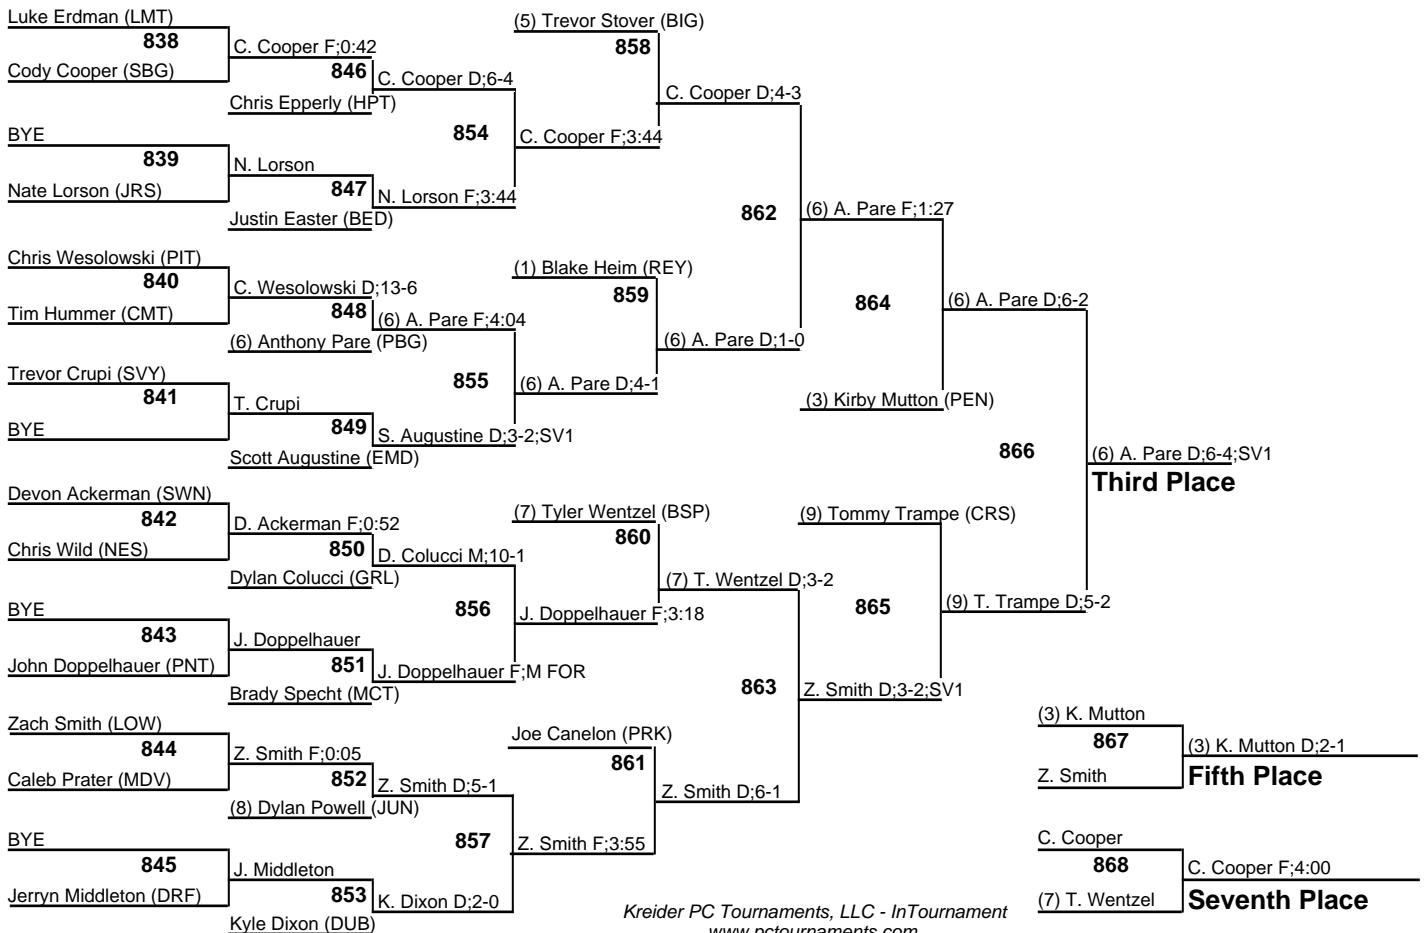 Luke Erdman (LMT)
838
Cody Cooper (SBG)
BYE
839
Nate Lorson (JRS)
Chris Wesolowski (PIT)
840
Tim Hummer (CMT)
Trevor Crupi (SVY)
841
BYE
Devon Ackerman (SWN)
842
Chris Wild (NES)
BYE
843
John Doppelhauer (PNT)
Zach Smith (LOW)
844
Caleb Prater (MDV)
BYE
845
Jerryn Middleton (DRF)
C. Cooper F;0:42
846
Chris Epperly (HPT)
N. Lorson
847
Justin Easter (BED)
C. Wesolowski D;13-6
848
(6) Anthony Pare (PBG)
T. Crupi
849
Scott Augustine (EMD)
D. Ackerman F;0:52
850
Dylan Colucci (GRL)
J. Doppelhauer
851
Brady Specht (MCT)
Z. Smith F;0:05
852
(8) Dylan Powell (JUN)
J. Middleton
853
Kyle Dixon (DUB)
C. Cooper D;6-4
854
N. Lorson F;3:44
(6) A. Pare F;4:04
855
S. Augustine D;3-2;SV1
D. Colucci M;10-1
856
J. Doppelhauer F;M FOR
Z. Smith D;5-1
857
K. Dixon D;2-0
(5) Trevor Stover (BIG)
858
C. Cooper F;3:44
(1) Blake Heim (REY)
859
(6) A. Pare D;4-1
(7) Tyler Wentzel (BSP)
860
J. Doppelhauer F;3:18
Joe Canelon (PRK)
861
Z. Smith F;3:55
C. Cooper D;4-3
862
(6) A. Pare D;1-0
(7) T. Wentzel D;3-2
863
Z. Smith D;6-1
(6) A. Pare F;1:27
864
(3) Kirby Mutton (PEN)
(9) Tommy Trampe (CRS)
865
Z. Smith D;3-2;SV1
(6) A. Pare D;6-2
866
(9) T. Trampe D;5-2
(6) A. Pare D;6-4;SV1
Third Place
(3) K. Mutton
867
Z. Smith
(3) K. Mutton D;2-1
Fifth Place
C. Cooper
868
(7) T. Wentzel
C. Cooper F;4:00
Seventh Place
Kreider PC Tournaments, LLC - InTournament
www.pctournaments.com